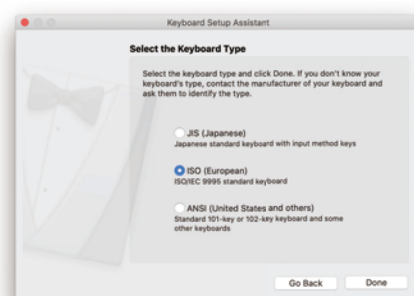 Keyboard Setup Assistant
Select the Keyboard Type
Select the keyboard type and click Done. If you don't know your
keyboard's type, contact the manufacturer of your keyboard and
ask them to identify the type.
JIS (Japanese)
Japanese standard keyboard with input method keys
ISO (European)
ISO/IEC 9995 standard keyboard
ANSI (United States and others)
Standard 101-key or 102-key keyboard and some
other keyboards
Go Back
Done